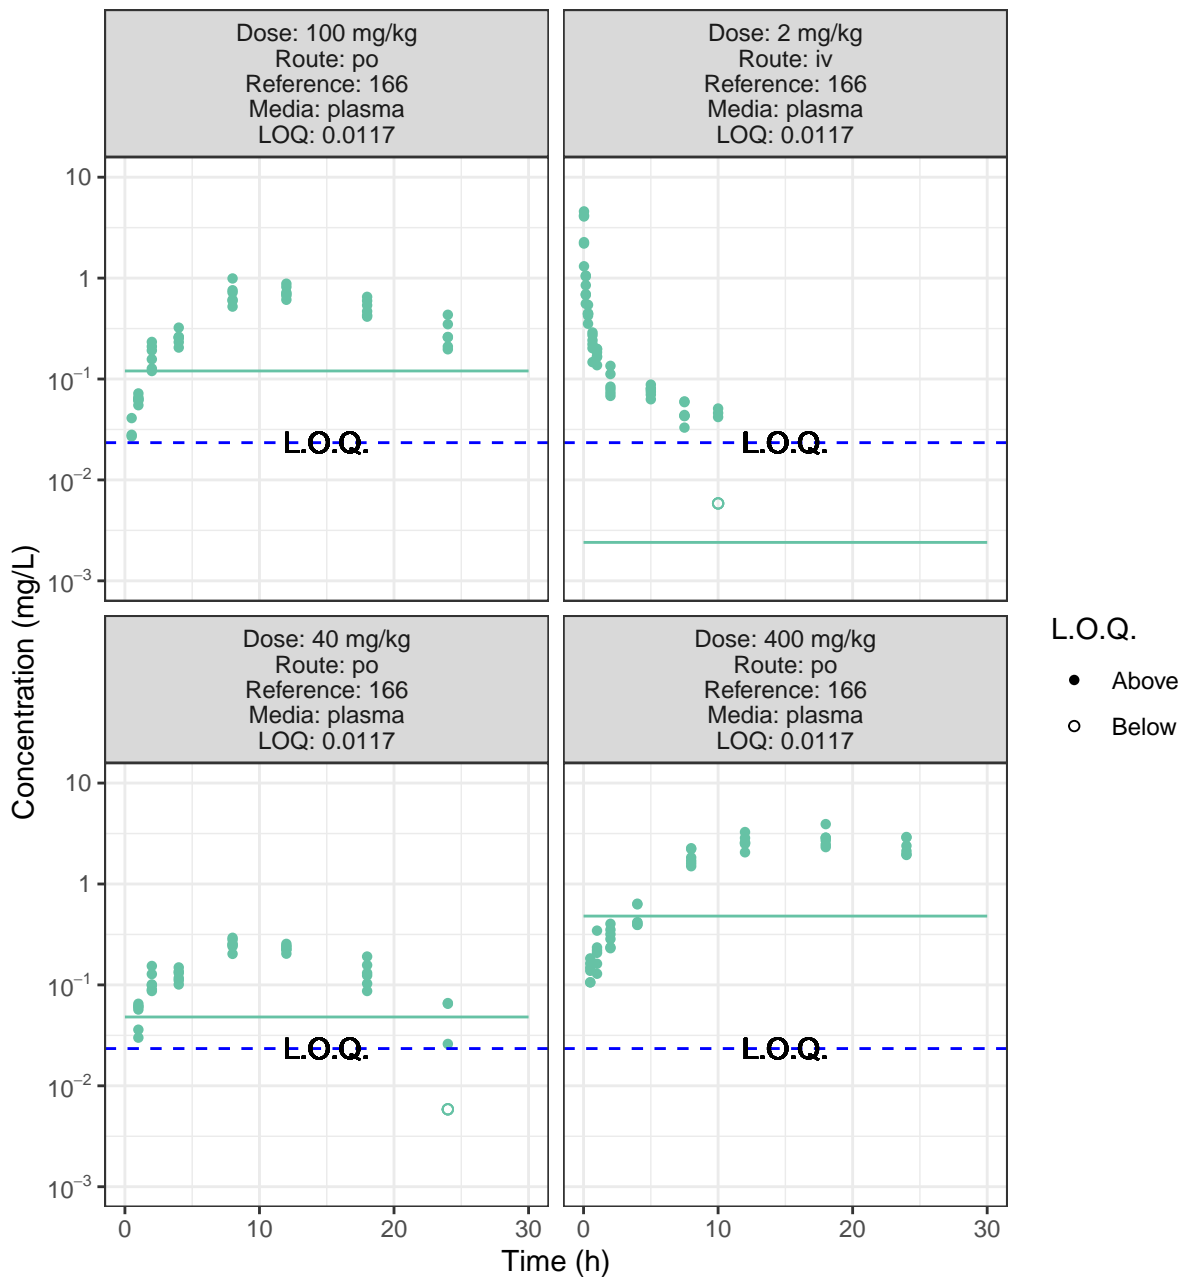 Dose: 100 mg/kg
Route: po
Reference: 166
Media: plasma
LOQ: 0.0117
Dose: 2 mg/kg
Route: iv
Reference: 166
Media: plasma
LOQ: 0.0117
10
1
10⁻¹
10⁻²
10⁻³
L.O.Q.
L.O.Q.
Dose: 40 mg/kg
Route: po
Reference: 166
Media: plasma
LOQ: 0.0117
Dose: 400 mg/kg
Route: po
Reference: 166
Media: plasma
LOQ: 0.0117
10
1
10⁻¹
10⁻²
10⁻³
L.O.Q.
L.O.Q.
0 10 20 30 0 10 20 30
Time (h)
Concentration (mg/L)
L.O.Q.
Above
Below